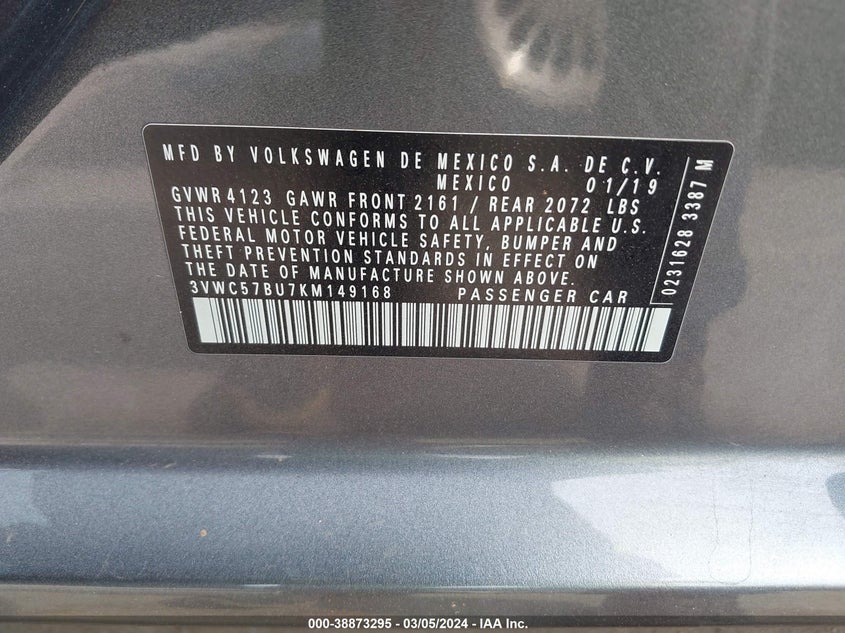 MFD BY VOLKSWAGEN DE MEXICO S.A. DE C.V.
MEXICO 01/19
GVWR 4123 GAWR FRONT 2161 / REAR 2072 LBS
THIS VEHICLE CONFORMS TO ALL APPLICABLE U.S.
FEDERAL MOTOR VEHICLE SAFETY, BUMPER AND
THEFT PREVENTION STANDARDS IN EFFECT ON
THE DATE OF MANUFACTURE SHOWN ABOVE.
3VWC57BU7KM149168 PASSENGER CAR
0231628 3387 M
000-38873295 - 03/05/2024 - IAA Inc.